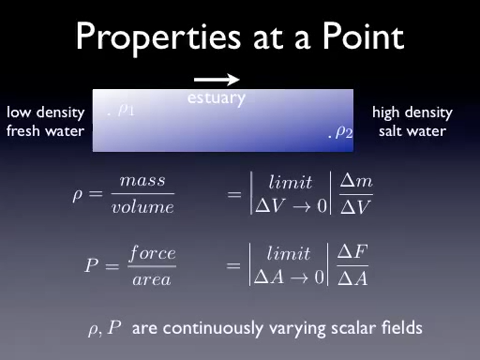 Properties at a Point
estuary
low density
fresh water
. ρ1
. ρ2
high density
salt water
ρ = mass / volume = | limit ΔV → 0 | Δm / ΔV
P = force / area = | limit ΔA → 0 | ΔF / ΔA
ρ, P are continuously varying scalar fields